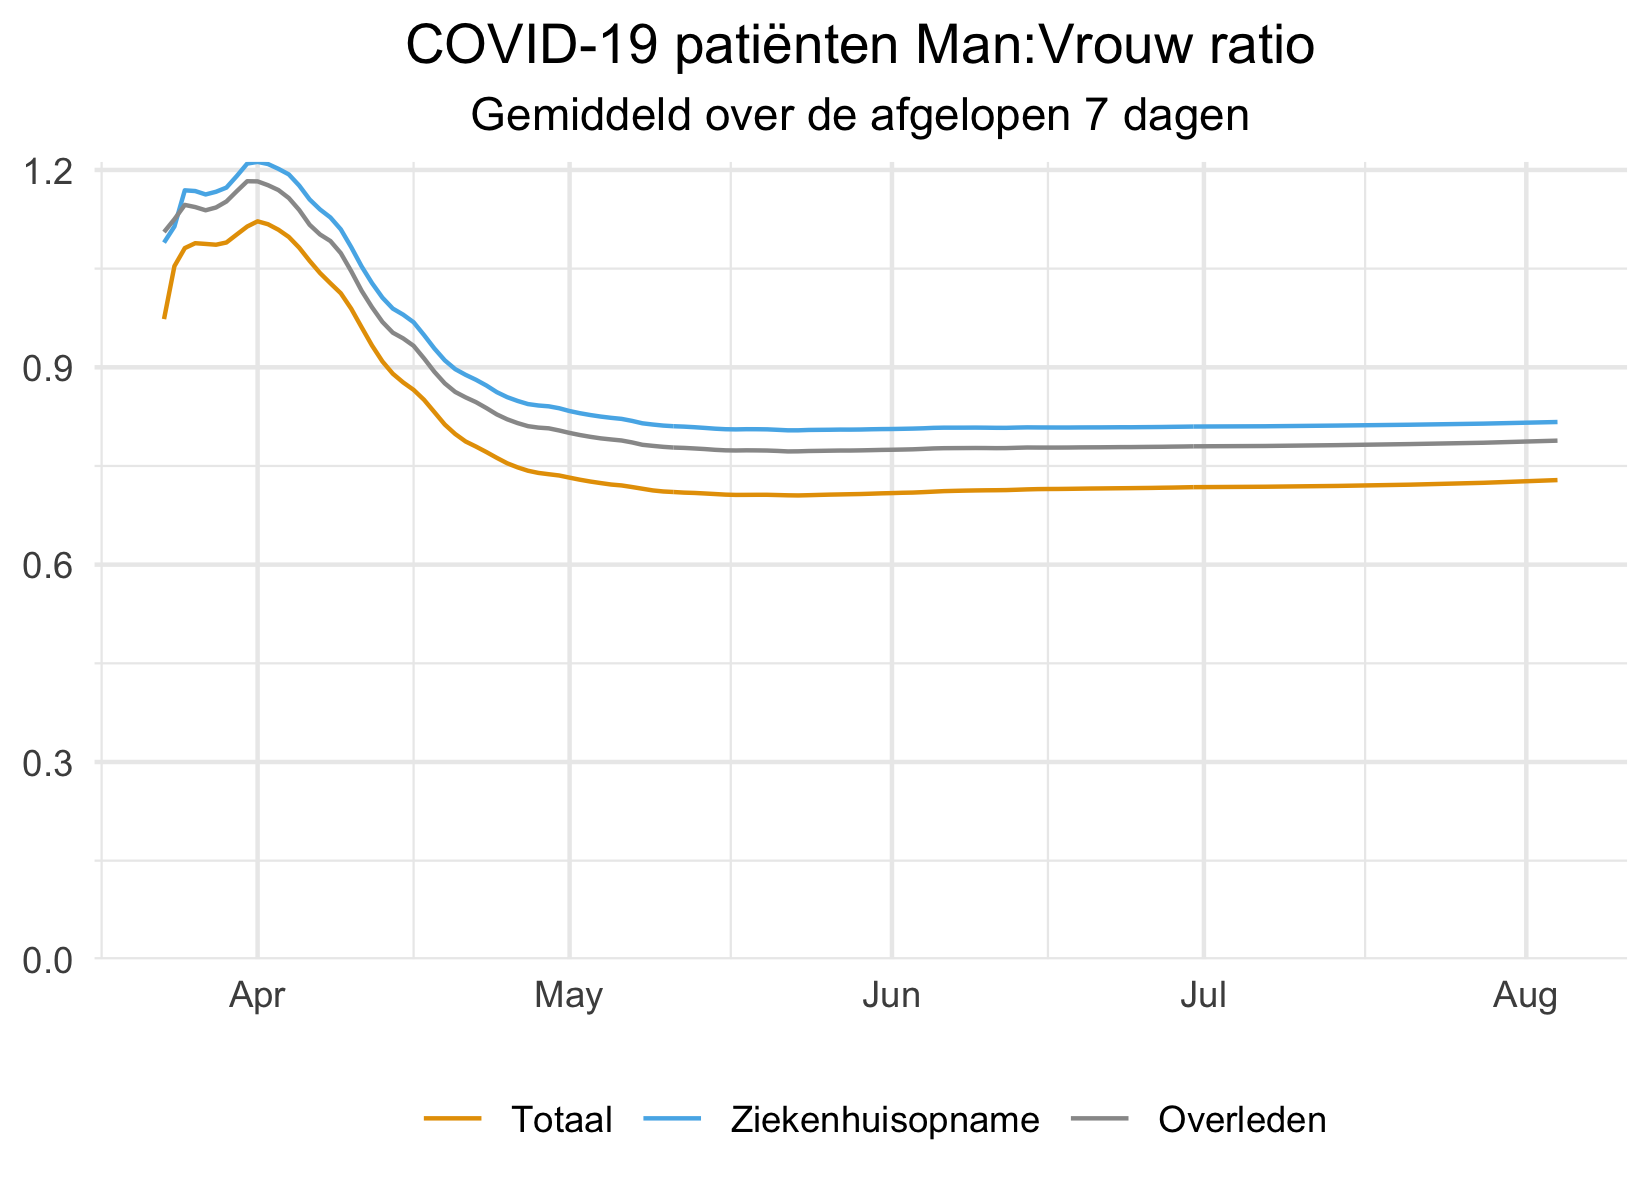 COVID-19 patiënten Man:Vrouw ratio
Gemiddeld over de afgelopen 7 dagen
1.2
0.9
0.6
0.3
0.0
Apr May Jun Jul Aug
Totaal Ziekenhuisopname Overleden